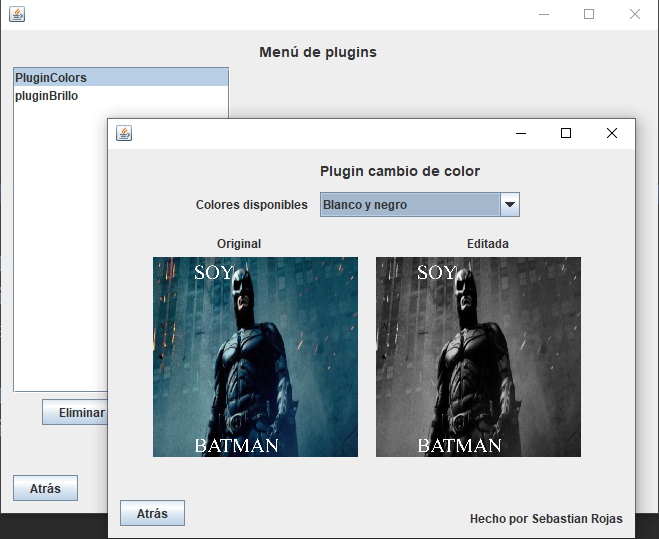 Menú de plugins
PluginColors
pluginBrillo
Eliminar
Atrás
Plugin cambio de color
Colores disponibles
Blanco y negro
Original
Editada
SOY
BATMAN
SOY
BATMAN
Atrás
Hecho por Sebastian Rojas